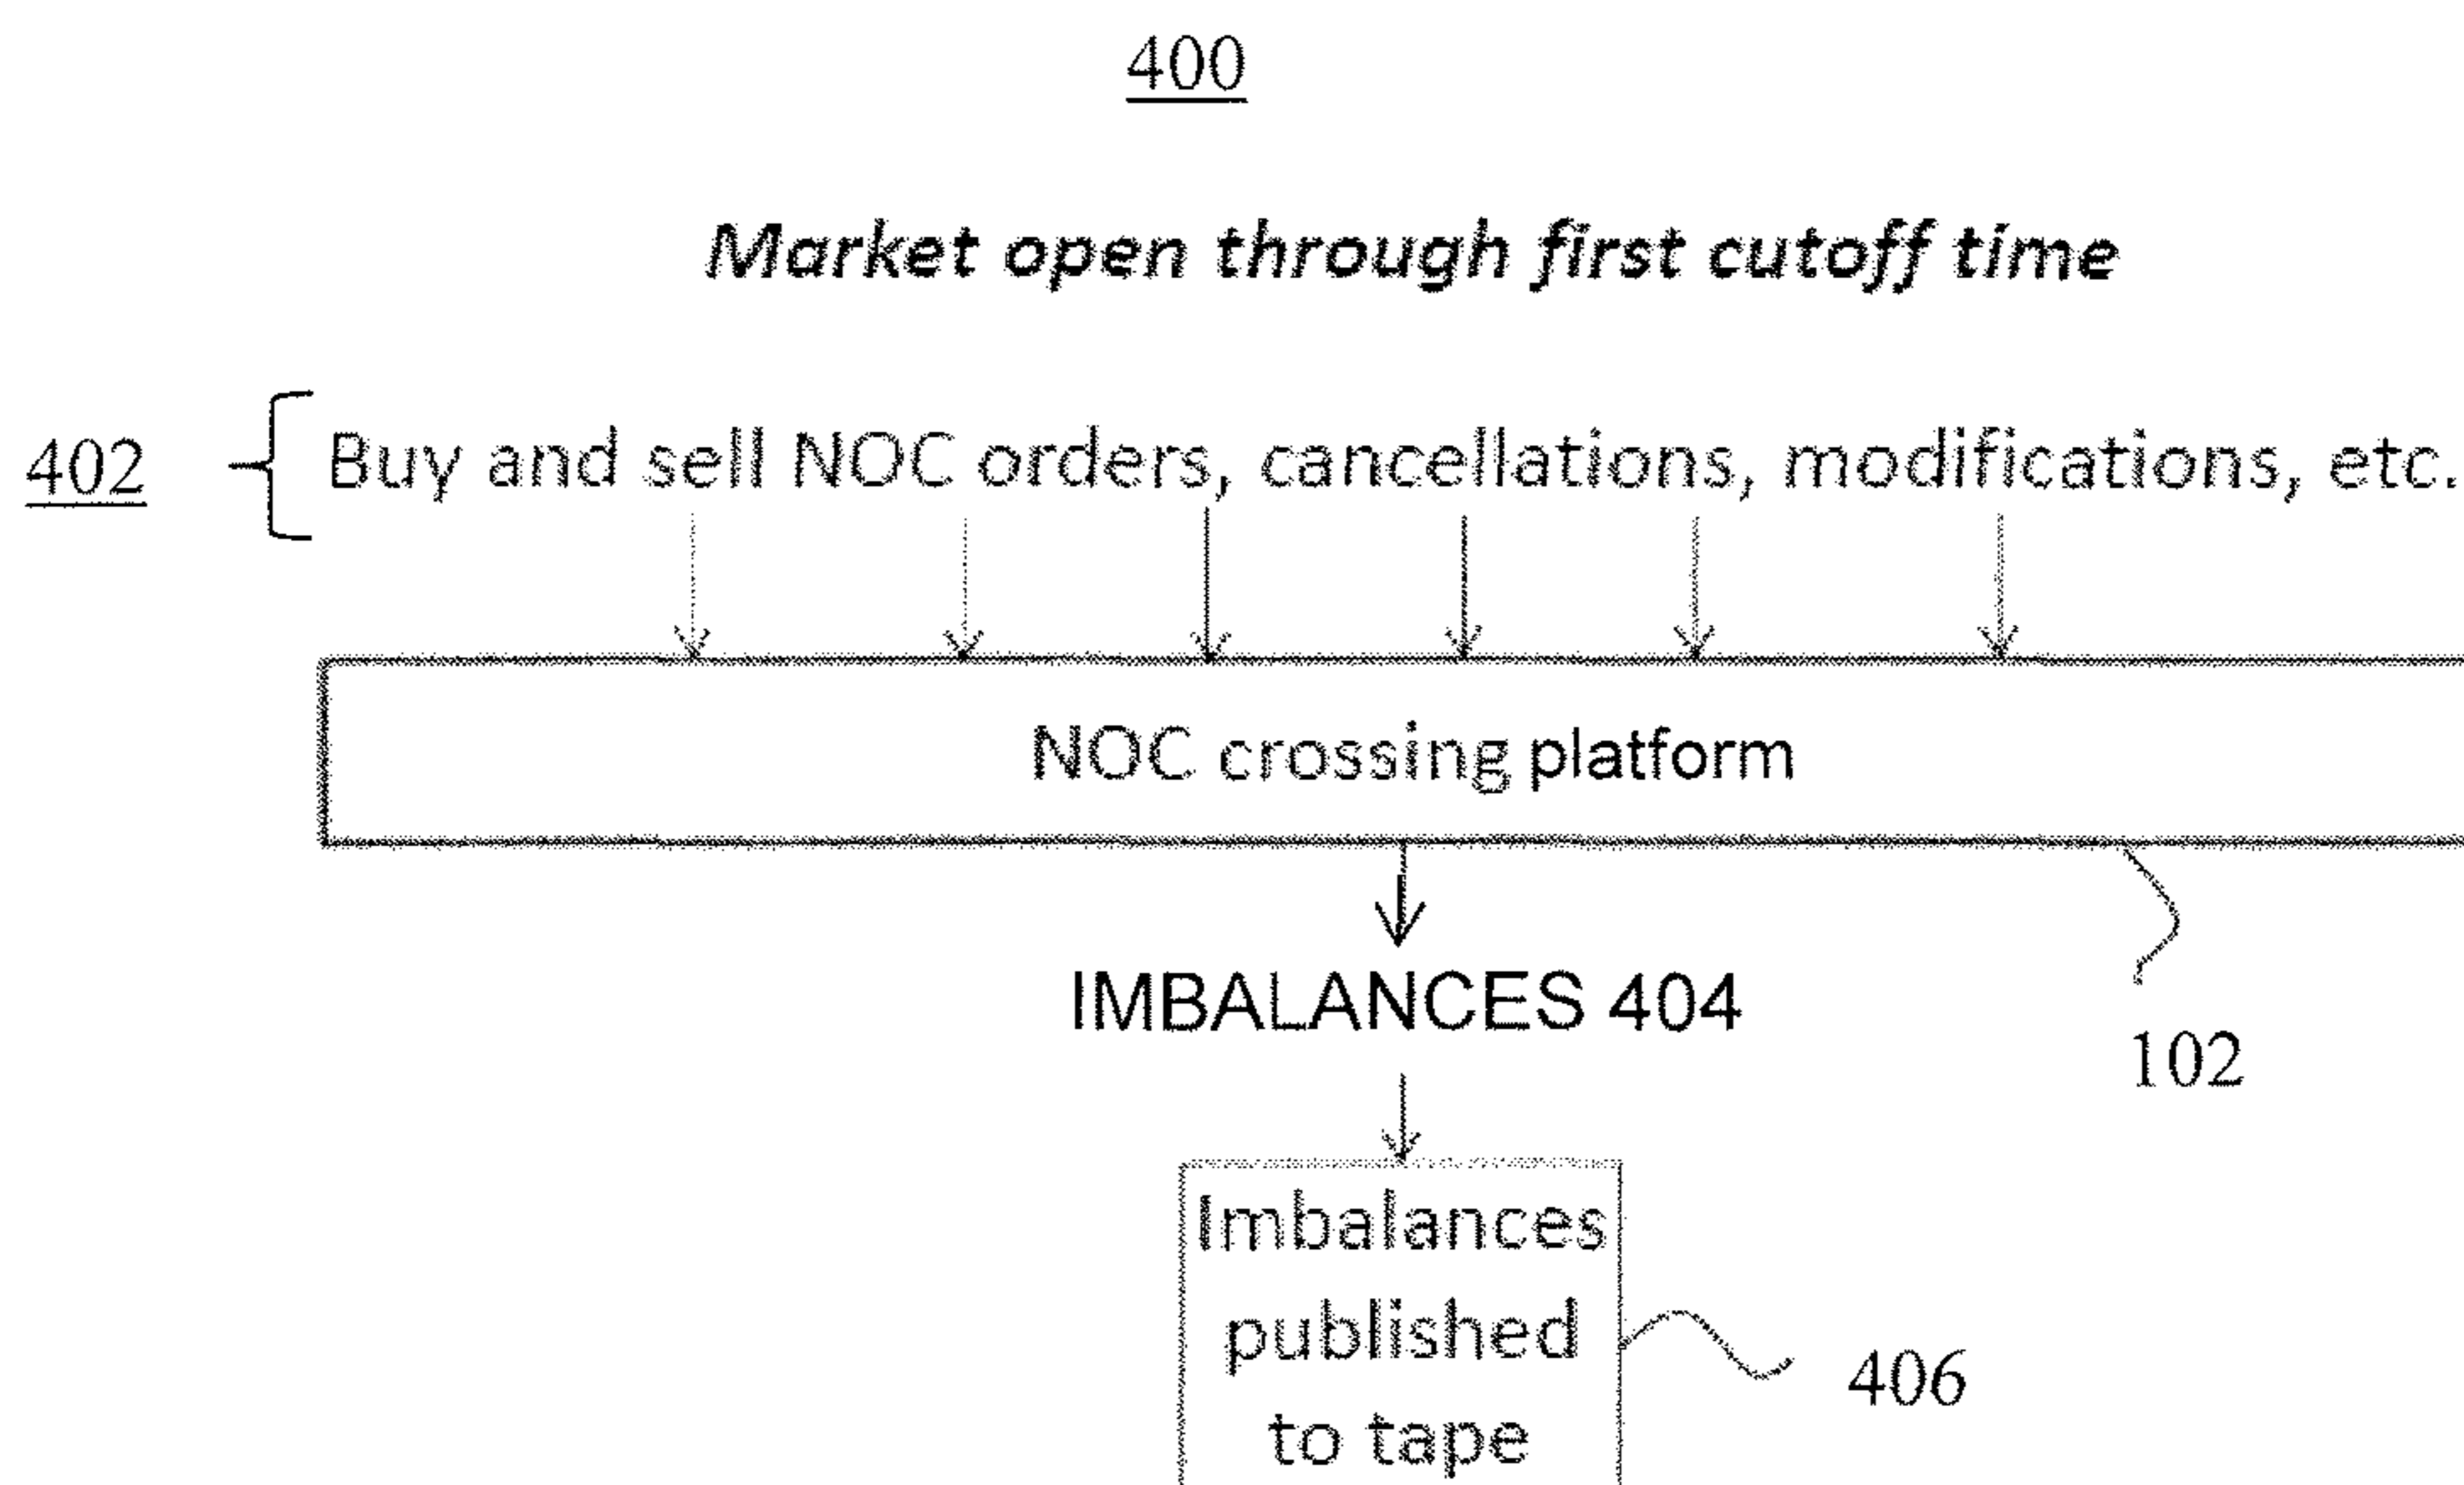 400
Market open through first cutoff time
402
Buy and sell NOC orders, cancellations, modifications, etc.
NOC crossing platform
IMBALANCES 404
102
Imbalances
published
to tape
406